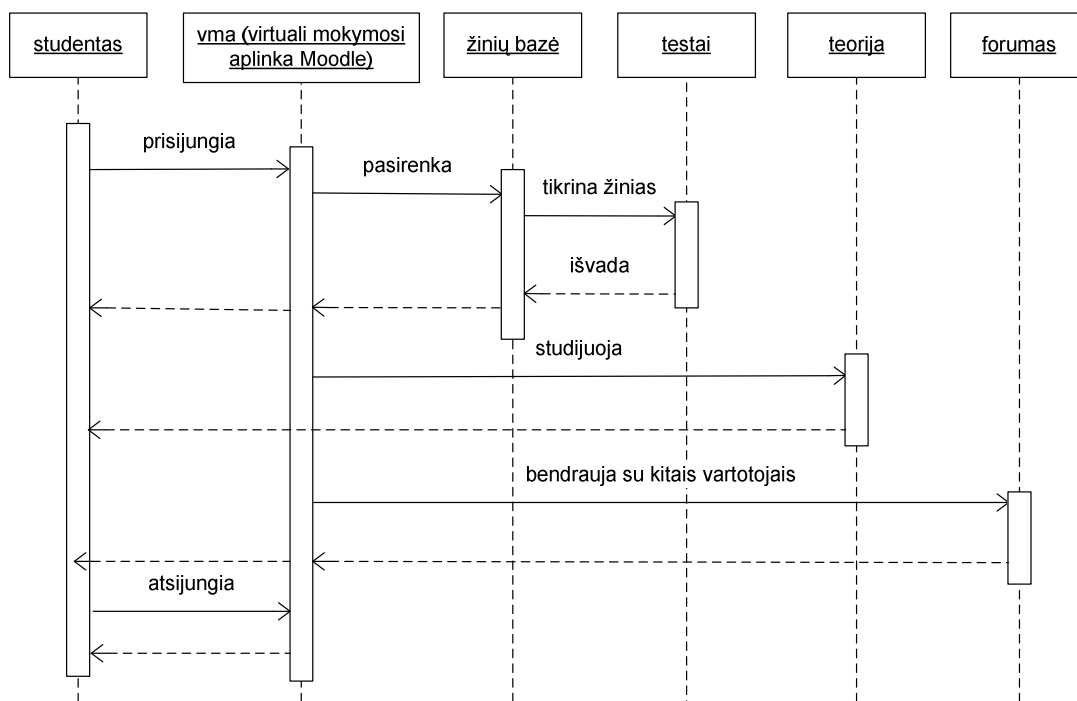 studentas
vma (virtuali mokymosi
aplinka Moodle)
žinių bazė
testai
teorija
forumas
prisijungia
pasirenka
tikrina žinias
išvada
studijuoja
bendrauja su kitais vartotojais
atsijungia